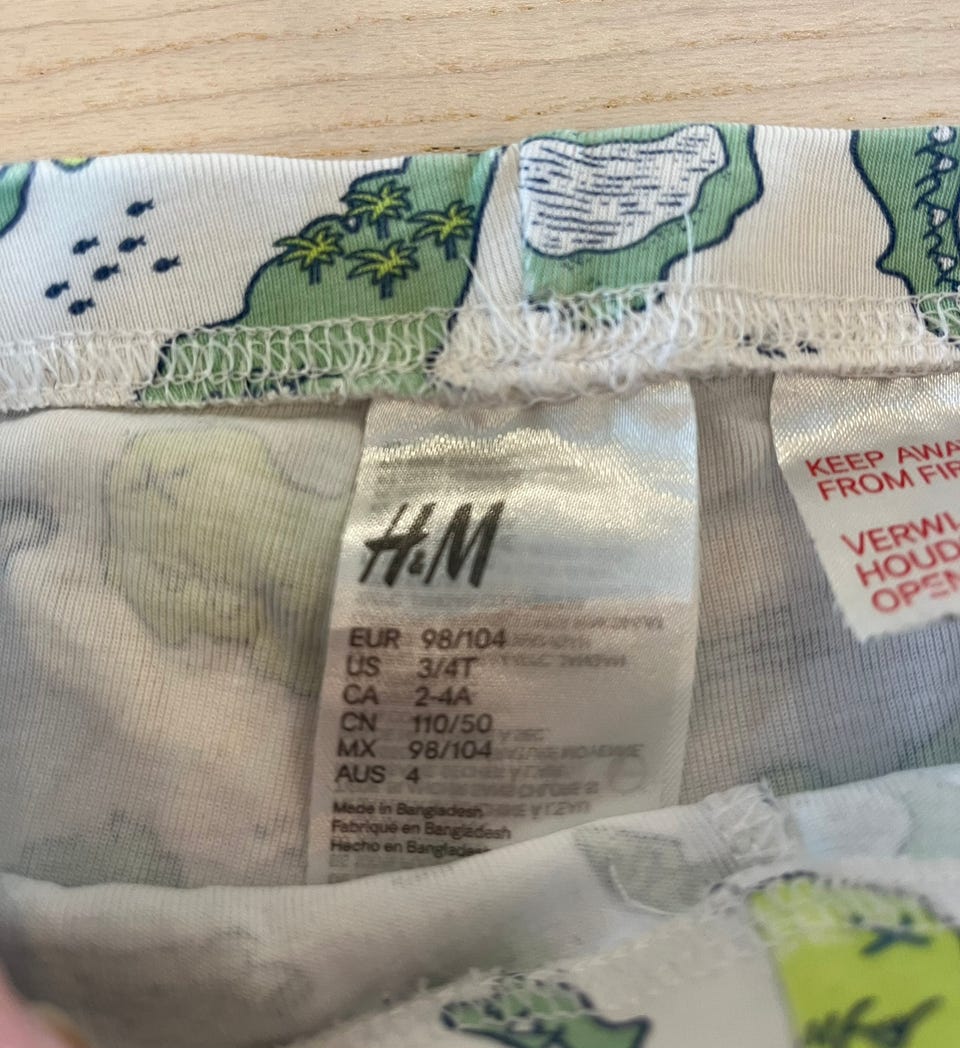 H&M
EUR 98/104
US 3/4T
CA 2-4A
CN 110/50
MX 98/104
AUS 4
Made in Bangladesh
Fabriqué en Bangladesh
Hecho en Banglades
KEEP AWA
FROM FIR
VERWI
HOUD
OPEN